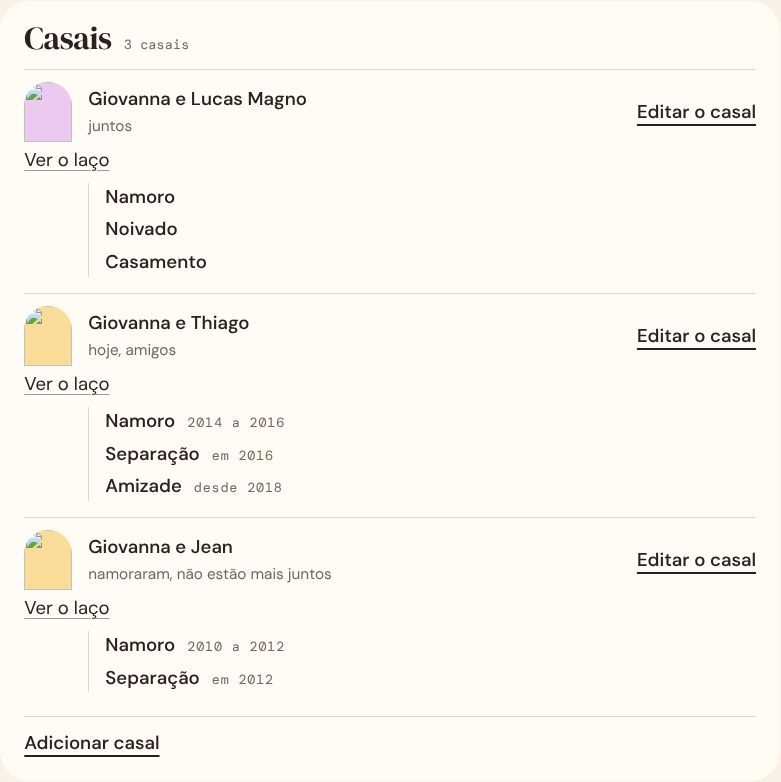 Casais 3 casais
Giovanna e Lucas Magno
juntos
Editar o casal
Ver o laço
Namoro
Noivado
Casamento
Giovanna e Thiago
hoje, amigos
Editar o casal
Ver o laço
Namoro 2014 a 2016
Separação em 2016
Amizade desde 2018
Giovanna e Jean
namoraram, não estão mais juntos
Editar o casal
Ver o laço
Namoro 2010 a 2012
Separação em 2012
Adicionar casal